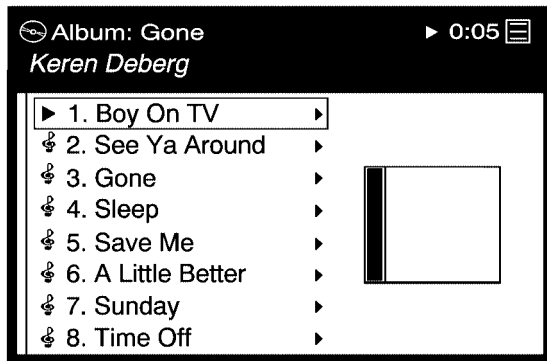 Album: Gone 0:05
Keren Deberg
1. Boy On TV
2. See Ya Around
3. Gone
4. Sleep
5. Save Me
6. A Little Better
7. Sunday
8. Time Off